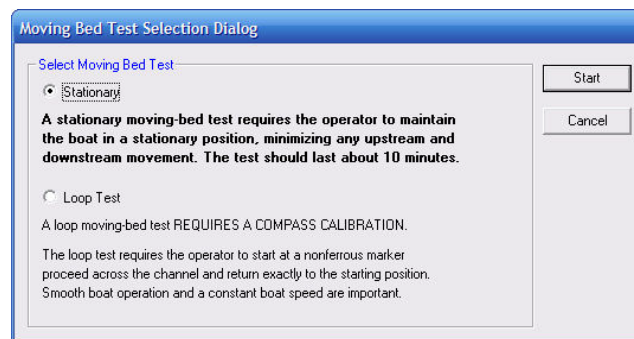 Moving Bed Test Selection Dialog
Select Moving Bed Test
Stationary
A stationary moving-bed test requires the operator to maintain
the boat in a stationary position, minimizing any upstream and
downstream movement. The test should last about 10 minutes.
Loop Test
A loop moving-bed test REQUIRES A COMPASS CALIBRATION.
The loop test requires the operator to start at a nonferrous marker
proceed across the channel and return exactly to the starting position.
Smooth boat operation and a constant boat speed are important.
Start
Cancel